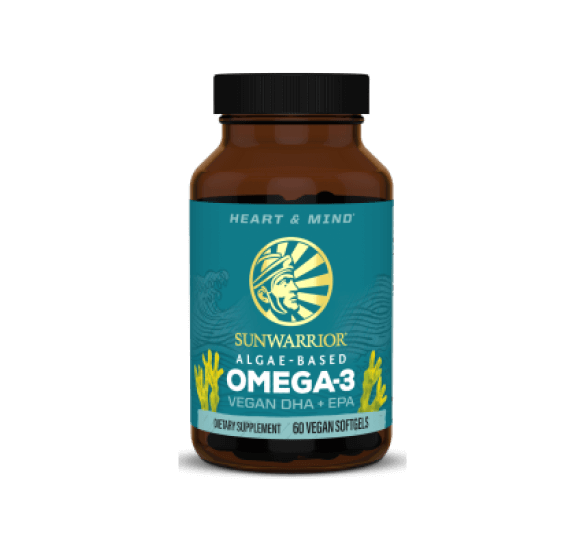 HEART & MIND
SUNWARRIOR
ALGAE-BASED
OMEGA-3
VEGAN DHA + EPA
DIETARY SUPPLEMENT 60 VEGAN SOFTGELS